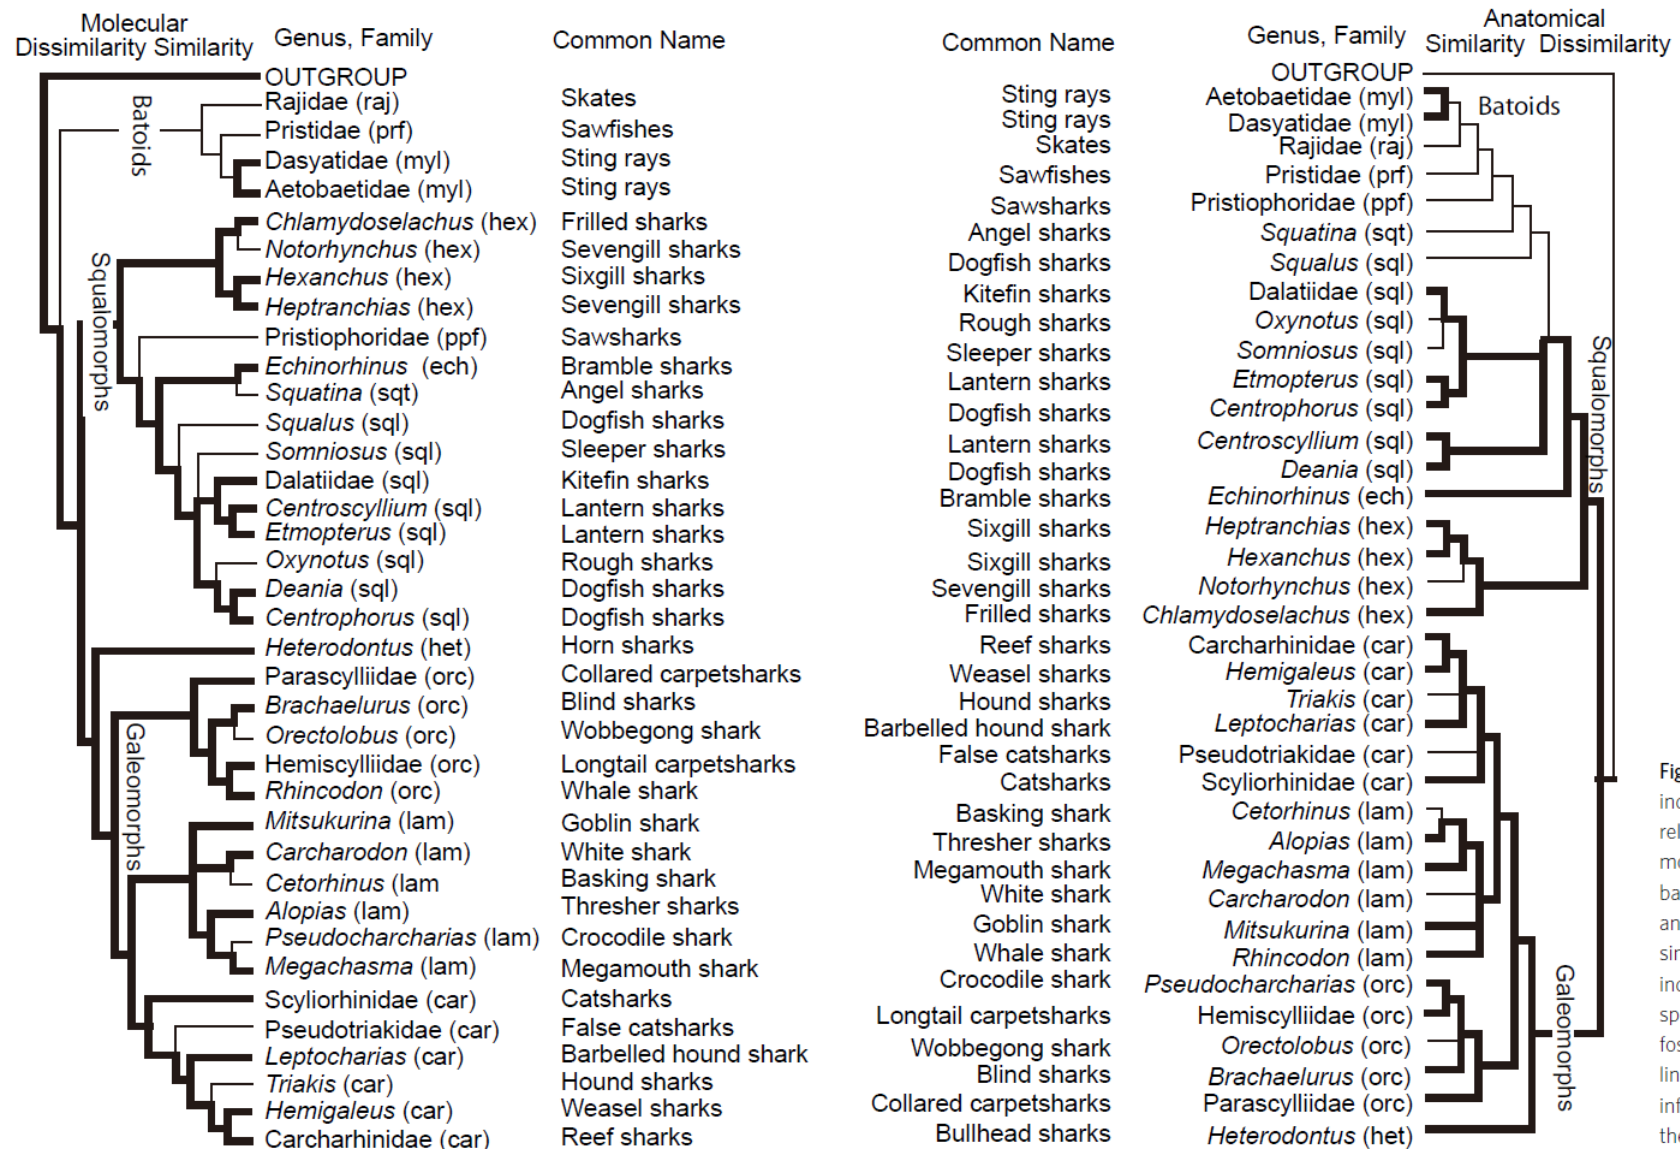 Molecular
Dissimilarity Similarity
Genus, Family
Common Name
OUTGROUP
Rajidae (raj) Skates
Pristidae (prf) Sawfishes
Dasyatidae (myl) Sting rays
Aetobaetidae (myl) Sting rays
Chlamydoselachus (hex) Frilled sharks
Notorhynchus (hex) Sevengill sharks
Hexanchus (hex) Sixgill sharks
Heptranchias (hex) Sevengill sharks
Pristiophoridae (ppf) Sawsharks
Echinorhinus (ech) Bramble sharks
Squatina (sqt) Angel sharks
Squalus (sql) Dogfish sharks
Somniosus (sql) Sleeper sharks
Dalatiidae (sql) Kitefin sharks
Centroscyllium (sql) Lantern sharks
Etmopterus (sql) Lantern sharks
Oxynotus (sql) Rough sharks
Deania (sql) Dogfish sharks
Centrophorus (sql) Dogfish sharks
Heterodontus (het) Horn sharks
Parascylliidae (orc) Collared carpetsharks
Brachaelurus (orc) Blind sharks
Orectolobus (orc) Wobbegong shark
Hemiscylliidae (orc) Longtail carpetsharks
Rhincodon (orc) Whale shark
Mitsukurina (lam) Goblin shark
Carcharodon (lam) White shark
Cetorhinus (lam Basking shark
Alopias (lam) Thresher sharks
Pseudocharcharias (lam) Crocodile shark
Megachasma (lam) Megamouth shark
Scyliorhinidae (car) Catsharks
Pseudotriakidae (car) False catsharks
Leptocharias (car) Barbelled hound shark
Triakis (car) Hound sharks
Hemigaleus (car) Weasel sharks
Carcharhinidae (car) Reef sharks
Batoids
Squalomorphs
Galeomorphs
Common Name
Genus, Family
Anatomical
Similarity Dissimilarity
OUTGROUP
Sting rays Aetobaetidae (myl)
Sting rays Dasyatidae (myl)
Skates Rajidae (raj)
Sawfishes Pristidae (prf)
Sawsharks Pristiophoridae (ppf)
Angel sharks Squatina (sqt)
Dogfish sharks Squalus (sql)
Kitefin sharks Dalatiidae (sql)
Rough sharks Oxynotus (sql)
Sleeper sharks Somniosus (sql)
Lantern sharks Etmopterus (sql)
Dogfish sharks Centrophorus (sql)
Lantern sharks Centroscyllium (sql)
Dogfish sharks Deania (sql)
Bramble sharks Echinorhinus (ech)
Sixgill sharks Heptranchias (hex)
Sixgill sharks Hexanchus (hex)
Sevengill sharks Notorhynchus (hex)
Frilled sharks Chlamydoselachus (hex)
Reef sharks Carcharhinidae (car)
Weasel sharks Hemigaleus (car)
Hound sharks Triakis (car)
Barbelled hound shark Leptocharias (car)
False catsharks Pseudotriakidae (car)
Catsharks Scyliorhinidae (car)
Basking shark Cetorhinus (lam)
Thresher sharks Alopias (lam)
Megamouth shark Megachasma (lam)
White shark Carcharodon (lam)
Goblin shark Mitsukurina (lam)
Whale shark Rhincodon (lam)
Crocodile shark Pseudocharcharias (orc)
Longtail carpetsharks Hemiscylliidae (orc)
Wobbegong shark Orectolobus (orc)
Blind sharks Brachaelurus (orc)
Collared carpetsharks Parascylliidae (orc)
Bullhead sharks Heterodontus (het)
Batoids
Squalomorphs
Galeomorphs